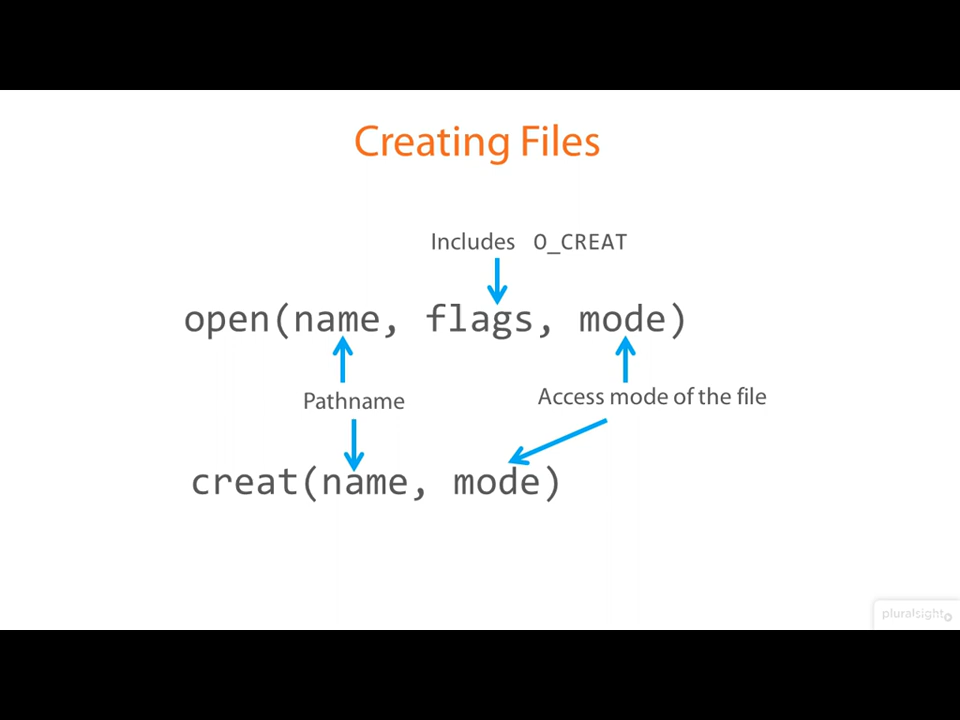 Creating Files
Includes O_CREAT
open(name, flags, mode)
Pathname
Access mode of the file
creat(name, mode)
pluralsight